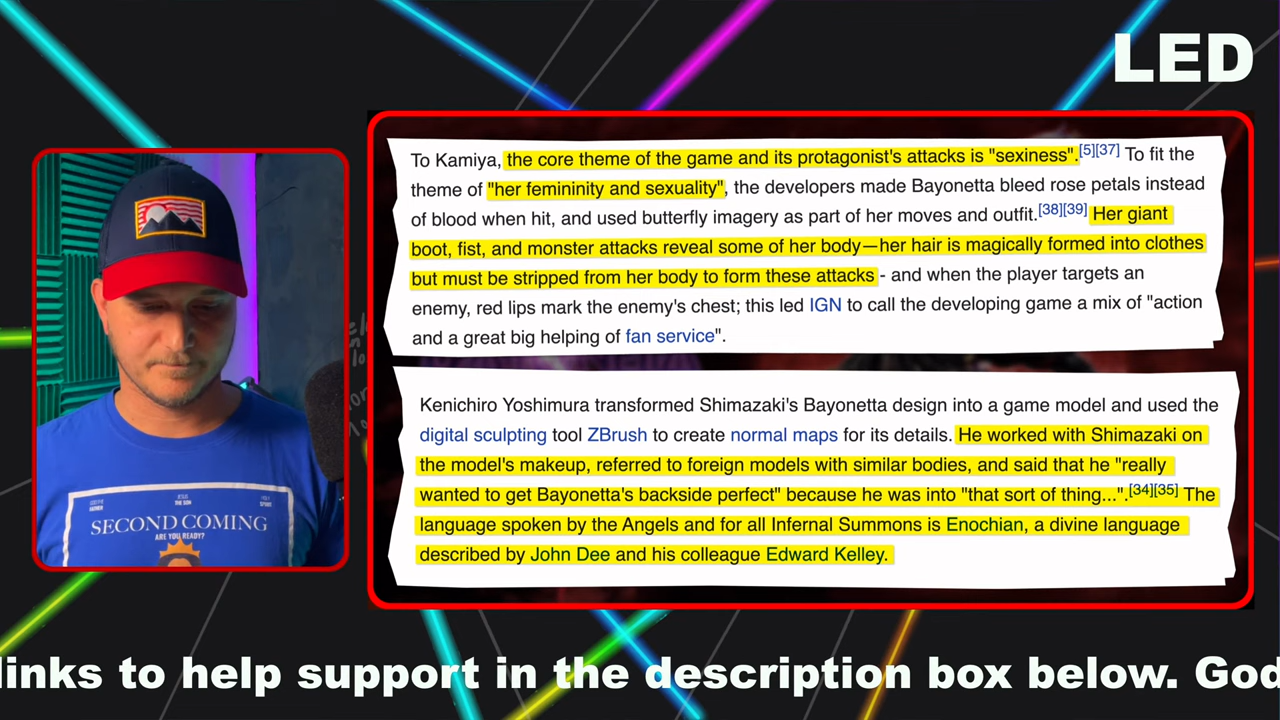 LED
To Kamiya, the core theme of the game and its protagonist's attacks is "sexiness".[5][37] To fit the
theme of "her femininity and sexuality", the developers made Bayonetta bleed rose petals instead
of blood when hit, and used butterfly imagery as part of her moves and outfit.[38][39] Her giant
boot, fist, and monster attacks reveal some of her body—her hair is magically formed into clothes
but must be stripped from her body to form these attacks - and when the player targets an
enemy, red lips mark the enemy's chest; this led IGN to call the developing game a mix of "action
and a great big helping of fan service".
Kenichiro Yoshimura transformed Shimazaki's Bayonetta design into a game model and used the
digital sculpting tool ZBrush to create normal maps for its details. He worked with Shimazaki on
the model's makeup, referred to foreign models with similar bodies, and said that he "really
wanted to get Bayonetta's backside perfect" because he was into "that sort of thing...".[34][35] The
language spoken by the Angels and for all Infernal Summons is Enochian, a divine language
described by John Dee and his colleague Edward Kelley.
SECOND COMING
ARE YOU READY?
links to help support in the description box below. God